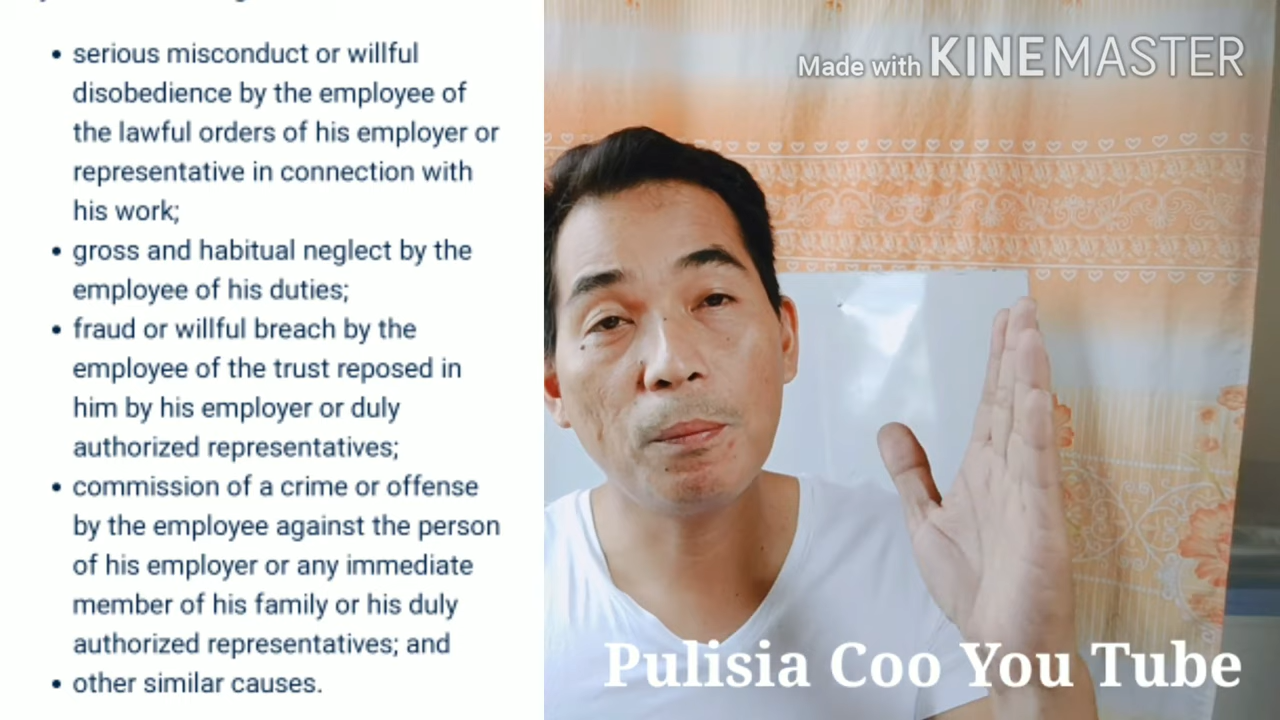 serious misconduct or willful
disobedience by the employee of
the lawful orders of his employer or
representative in connection with
his work;
gross and habitual neglect by the
employee of his duties;
fraud or willful breach by the
employee of the trust reposed in
him by his employer or duly
authorized representatives;
commission of a crime or offense
by the employee against the person
of his employer or any immediate
member of his family or his duly
authorized representatives; and
other similar causes.
Made with KINEMASTER
Pulisia Coo You Tube